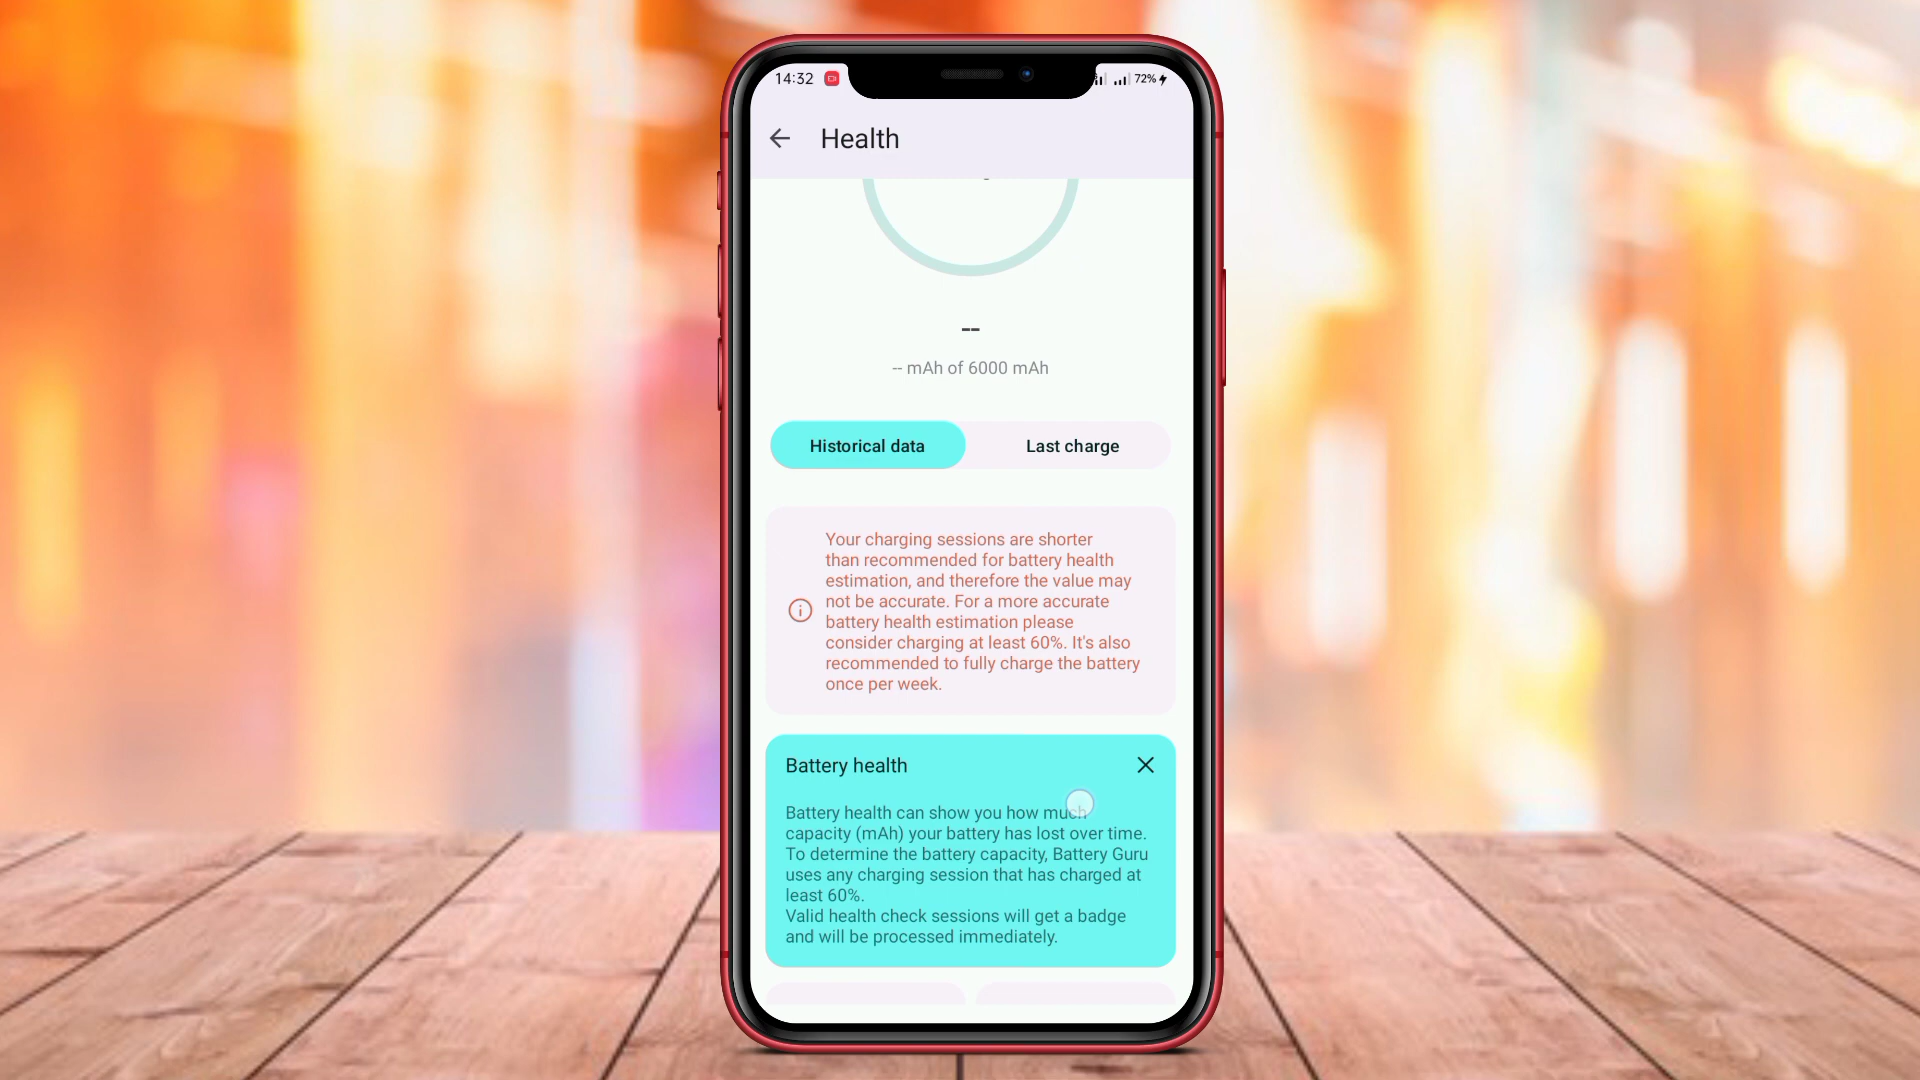 14:32
72%
Health
--
-- mAh of 6000 mAh
Historical data
Last charge
Your charging sessions are shorter
than recommended for battery health
estimation, and therefore the value may
not be accurate. For a more accurate
battery health estimation please
consider charging at least 60%. It's also
recommended to fully charge the battery
once per week.
Battery health
Battery health can show you how much
capacity (mAh) your battery has lost over time.
To determine the battery capacity, Battery Guru
uses any charging session that has charged at
least 60%.
Valid health check sessions will get a badge
and will be processed immediately.